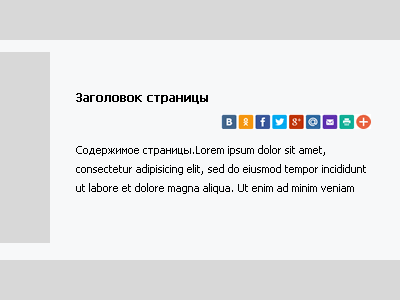 Заголовок страницы
B f g+ @
Содержимое страницы.Lorem ipsum dolor sit amet,
consectetur adipisicing elit, sed do eiusmod tempor incididunt
ut labore et dolore magna aliqua. Ut enim ad minim veniam